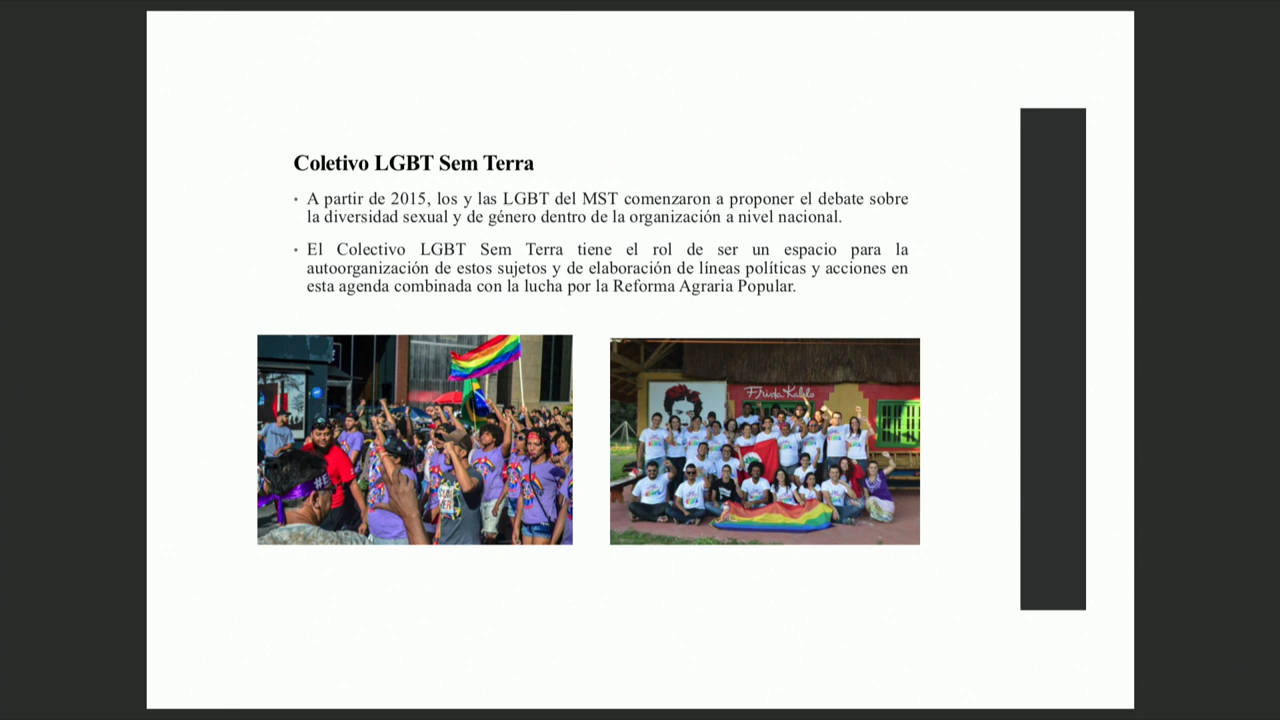 Coletivo LGBT Sem Terra
• A partir de 2015, los y las LGBT del MST comenzaron a proponer el debate sobre
la diversidad sexual y de género dentro de la organización a nivel nacional.
• El Colectivo LGBT Sem Terra tiene el rol de ser un espacio para la
autoorganización de estos sujetos y de elaboración de líneas políticas y acciones en
esta agenda combinada con la lucha por la Reforma Agraria Popular.
Frida Kahlo